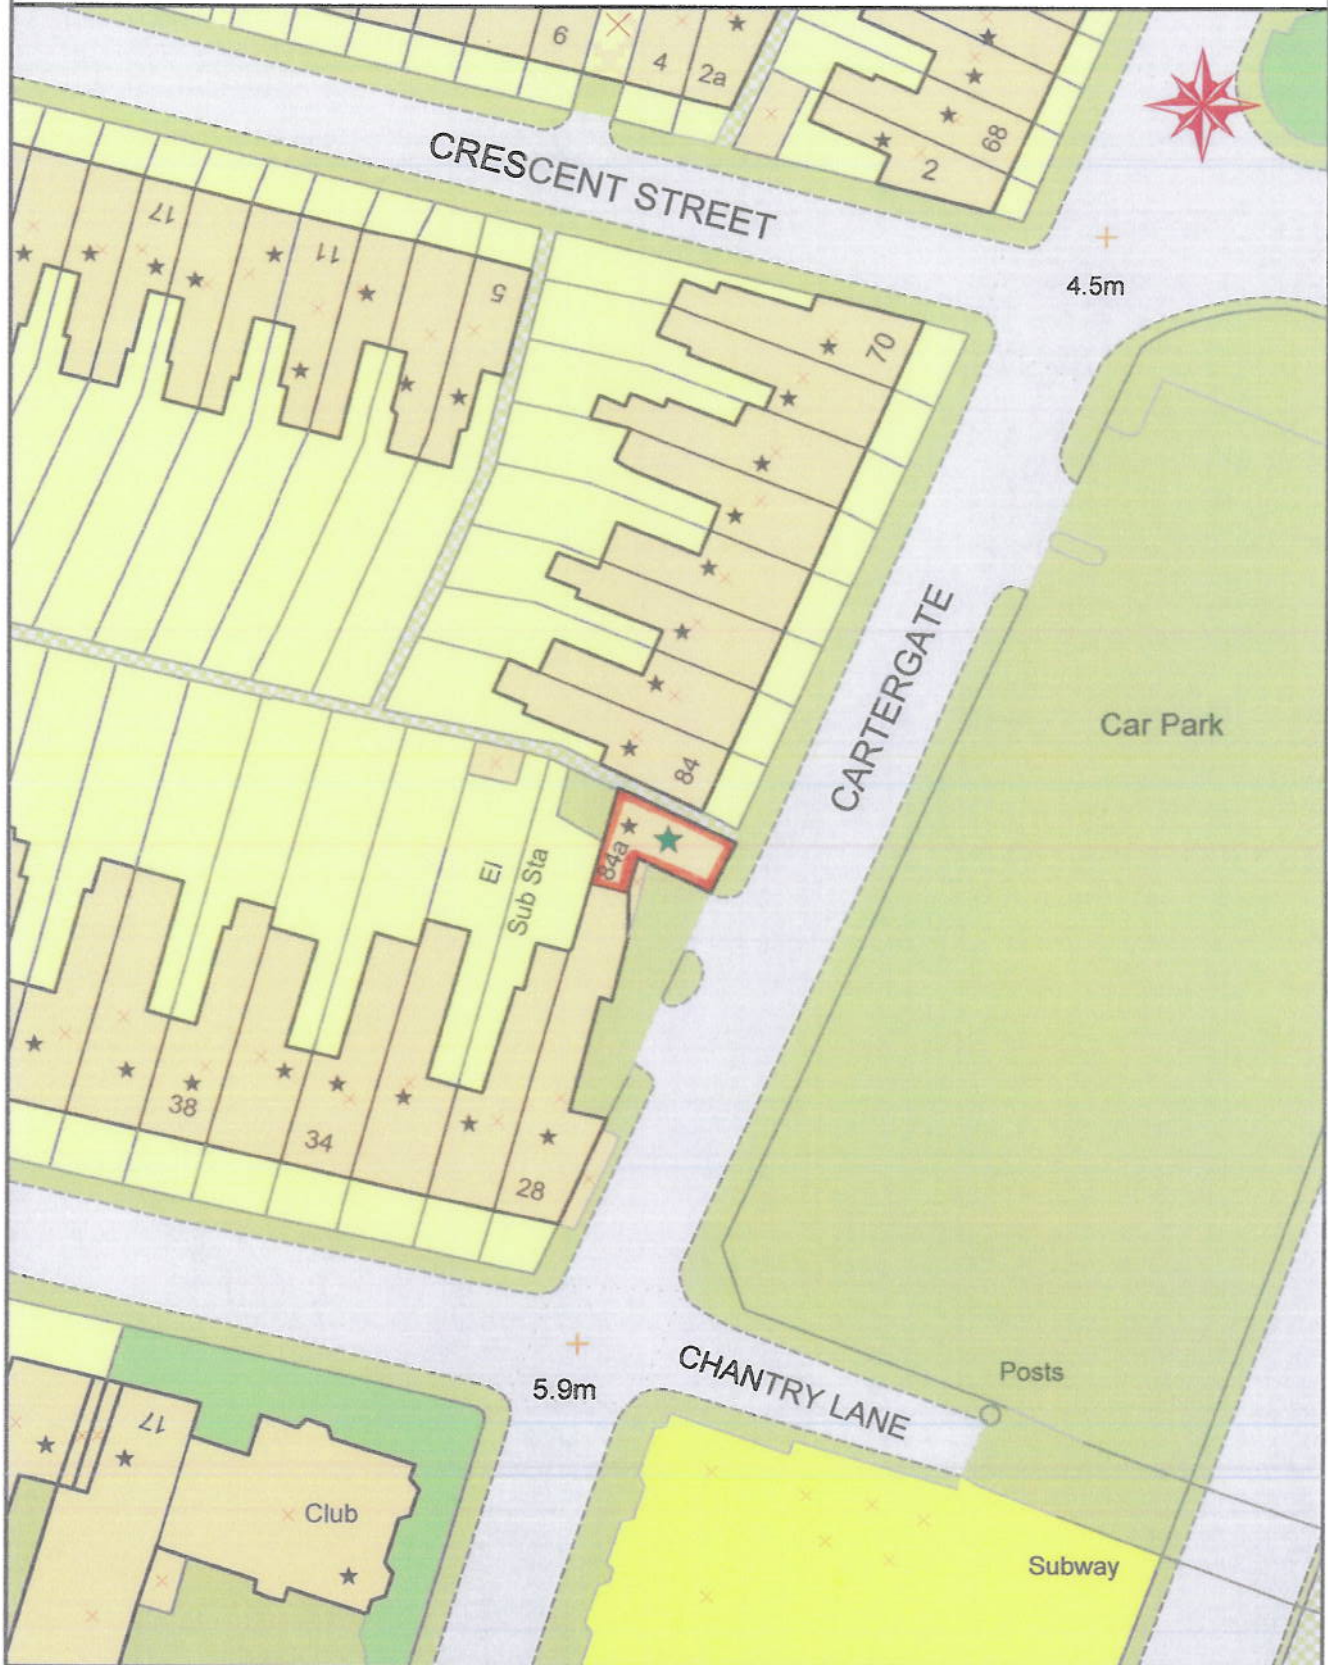 6
4
2a
68
2
CRESCENT STREET
4.5m
17
11
5
70
CARTERGATE
Car Park
84
84a
El
Sub Sta
38
34
28
CHANTRY LANE
Posts
5.9m
17
Club
Subway